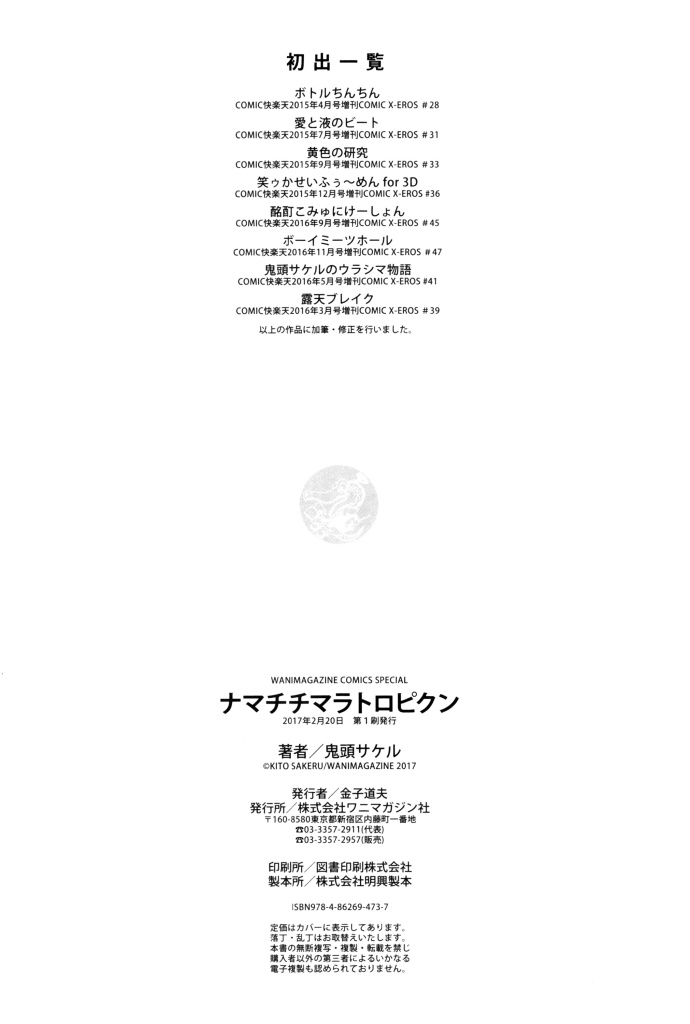 初出一覧
ボトルちんちん
COMIC快楽天2015年4月号増刊COMIC X-EROS #28
愛と液のビート
COMIC快楽天2015年7月号増刊COMIC X-EROS #31
黄色の研究
COMIC快楽天2015年9月号増刊COMIC X-EROS #33
笑ゥかせいふぅ〜めん for 3D
COMIC快楽天2015年12月号増刊COMIC X-EROS #36
酩酊こみゅにけーしょん
COMIC快楽天2016年9月号増刊COMIC X-EROS #45
ボーイミーツホール
COMIC快楽天2016年11月号増刊COMIC X-EROS #47
鬼頭サケルのウラシマ物語
COMIC快楽天2016年5月号増刊COMIC X-EROS #41
露天ブレイク
COMIC快楽天2016年3月号増刊COMIC X-EROS #39
以上の作品に加筆・修正を行いました。
WANIMAGAZINE COMICS SPECIAL
ナマチチマラトロピクン
2017年2月20日　第1刷発行
著者／鬼頭サケル
©KITO SAKERU/WANIMAGAZINE 2017
発行者／金子道夫
発行所／株式会社ワニマガジン社
〒160-8580東京都新宿区内藤町一番地
☎03-3357-2911(代表)
☎03-3357-2957(販売)
印刷所／図書印刷株式会社
製本所／株式会社明興製本
ISBN978-4-86269-473-7
定価はカバーに表示してあります。
落丁・乱丁はお取替えいたします。
本書の無断複写・複製・転載を禁じ
購入者以外の第三者によるいかなる
電子複製も認められておりません。